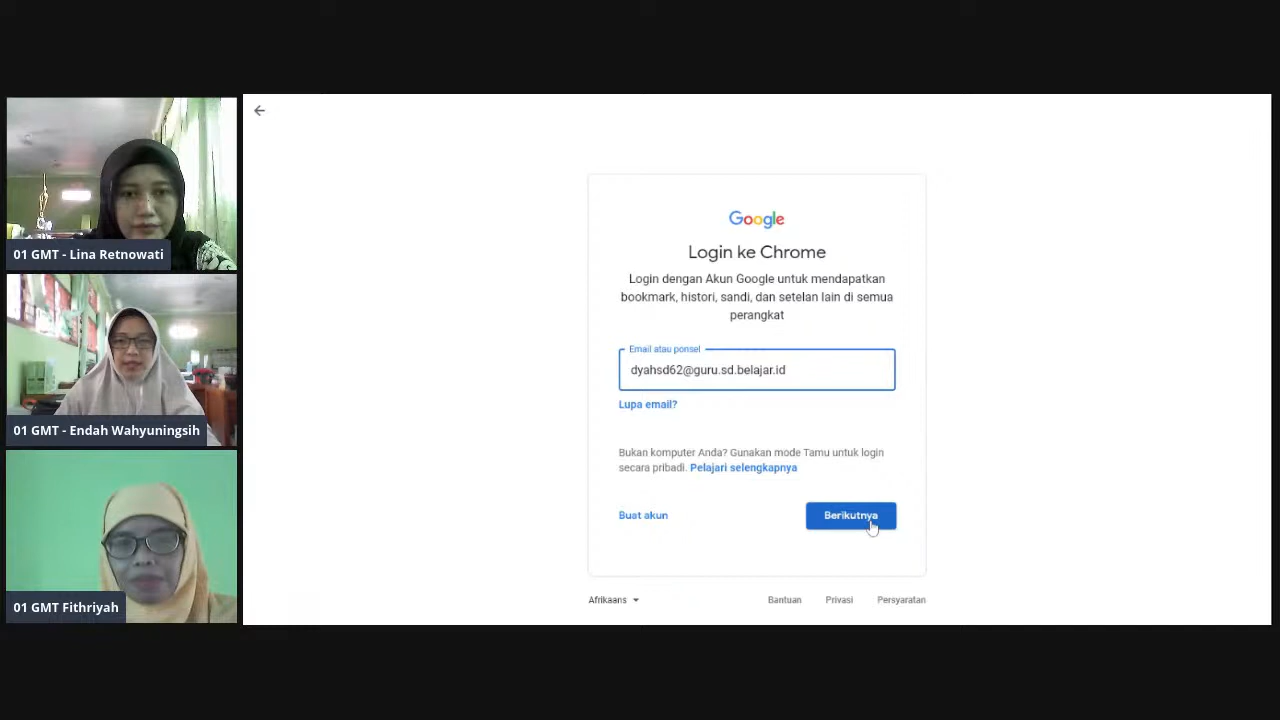 01 GMT - Lina Retnowati
01 GMT - Endah Wahyuningsih
01 GMT Fithriyah
Google
Login ke Chrome
Login dengan Akun Google untuk mendapatkan
bookmark, histori, sandi, dan setelan lain di semua
perangkat
Email atau ponsel
dyahsd62@guru.sd.belajar.id
Lupa email?
Bukan komputer Anda? Gunakan mode Tamu untuk login
secara pribadi. Pelajari selengkapnya
Buat akun
Berikutnya
Afrikaans
Bantuan
Privasi
Persyaratan